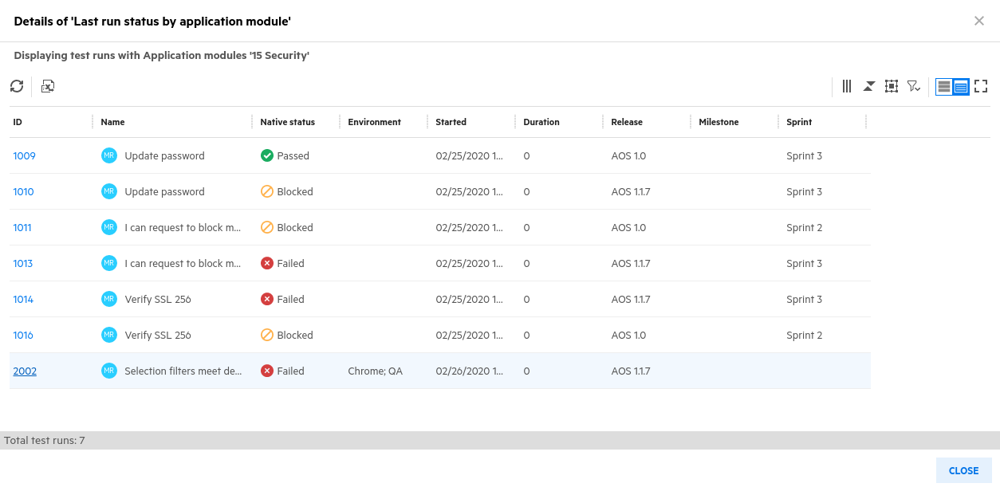 Details of 'Last run status by application module'
Displaying test runs with Application modules '15 Security'
ID Name Native status Environment Started Duration Release Milestone Sprint
1009 MR Update password Passed 02/25/2020 1... 0 AOS 1.0 Sprint 3
1010 MR Update password Blocked 02/25/2020 1... 0 AOS 1.1.7 Sprint 3
1011 MR I can request to block m... Blocked 02/25/2020 1... 0 AOS 1.0 Sprint 2
1013 MR I can request to block m... Failed 02/25/2020 1... 0 AOS 1.1.7 Sprint 3
1014 MR Verify SSL 256 Failed 02/25/2020 1... 0 AOS 1.1.7 Sprint 3
1016 MR Verify SSL 256 Blocked 02/25/2020 1... 0 AOS 1.0 Sprint 2
2002 MR Selection filters meet de... Failed Chrome; QA 02/26/2020 1... 0 AOS 1.1.7
Total test runs: 7
CLOSE